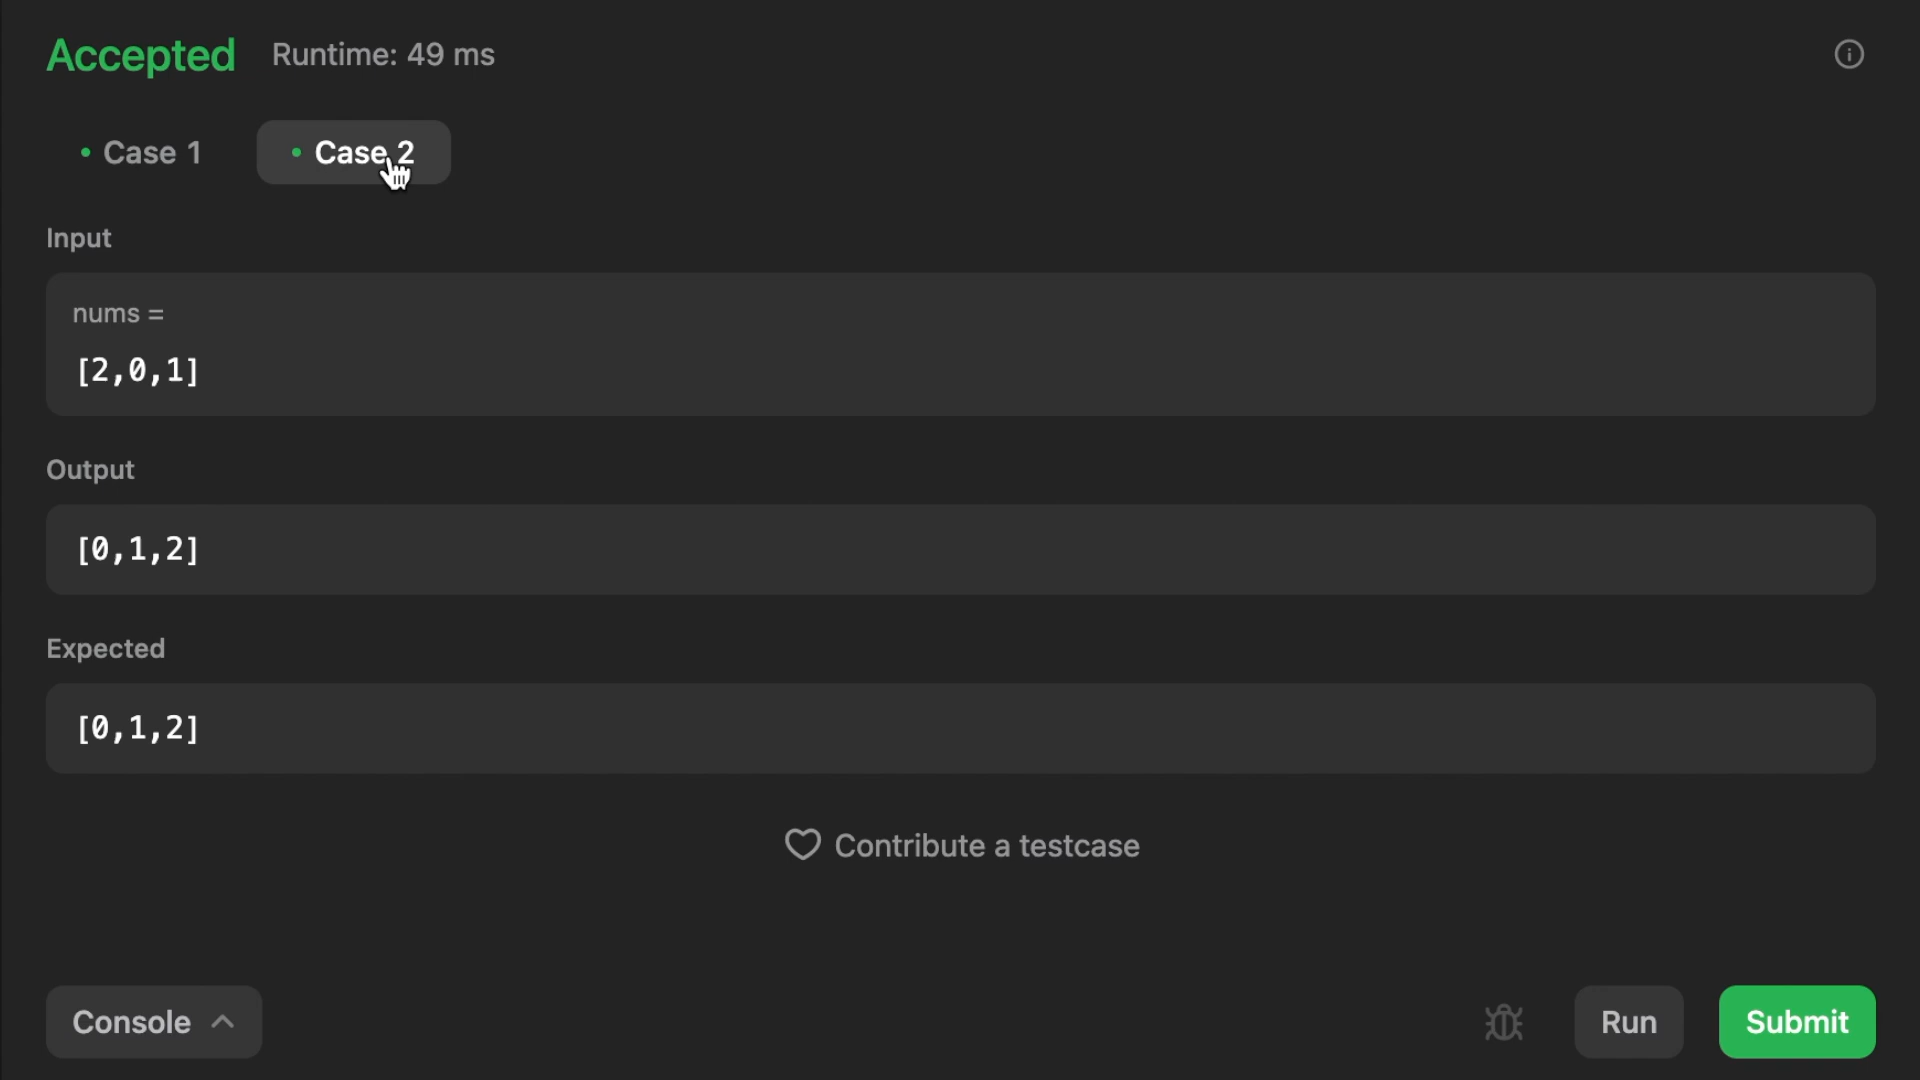 Accepted Runtime: 49 ms
Case 1 Case 2
Input
nums =
[2,0,1]
Output
[0,1,2]
Expected
[0,1,2]
Contribute a testcase
Console Run Submit